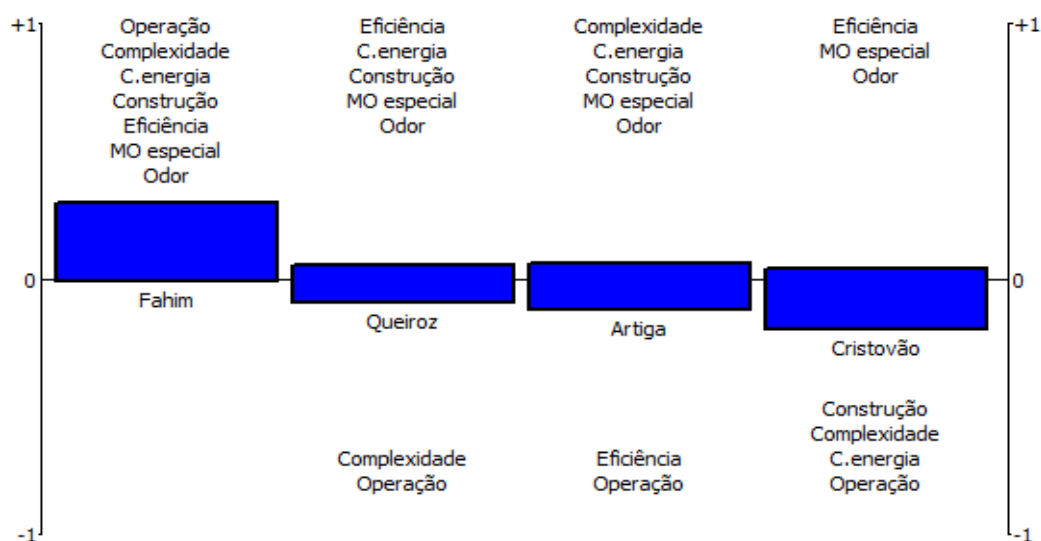 +1
Operação
Complexidade
C.energia
Construção
Eficiência
MO especial
Odor
Eficiência
C.energia
Construção
MO especial
Odor
Complexidade
C.energia
Construção
MO especial
Odor
Eficiência
MO especial
Odor
+1
0
Fahim
Queiroz
Artiga
Cristovão
0
Complexidade
Operação
Eficiência
Operação
Construção
Complexidade
C.energia
Operação
-1
-1